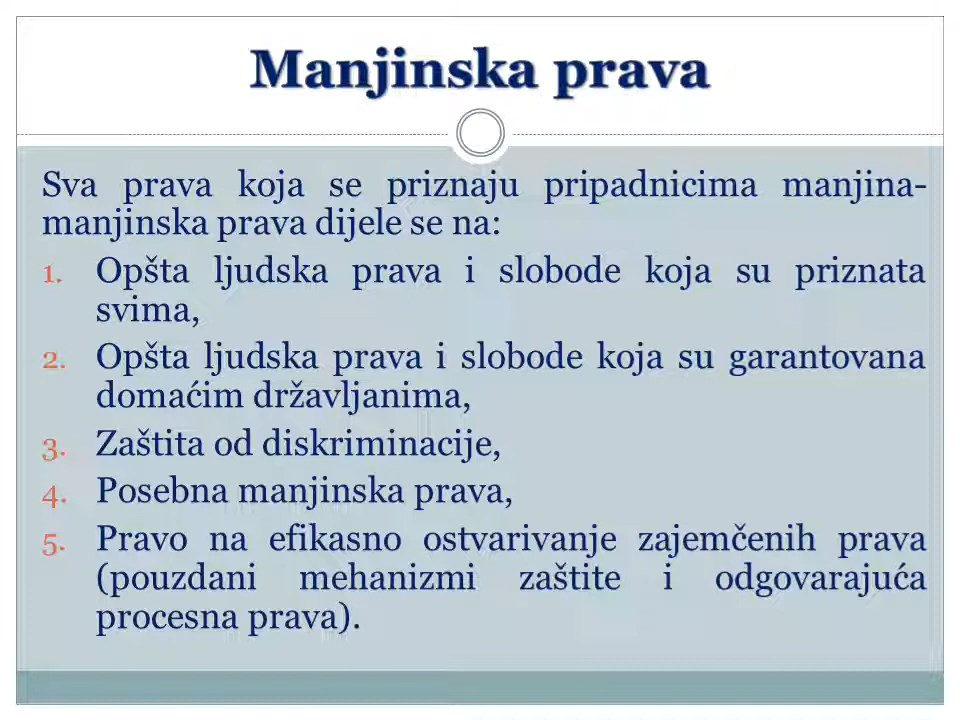 Manjinska prava
Sva prava koja se priznaju pripadnicima manjina-
manjinska prava dijele se na:
1. Opšta ljudska prava i slobode koja su priznata
svima,
2. Opšta ljudska prava i slobode koja su garantovana
domaćim državljanima,
3. Zaštita od diskriminacije,
4. Posebna manjinska prava,
5. Pravo na efikasno ostvarivanje zajemčenih prava
(pouzdani mehanizmi zaštite i odgovarajuća
procesna prava).